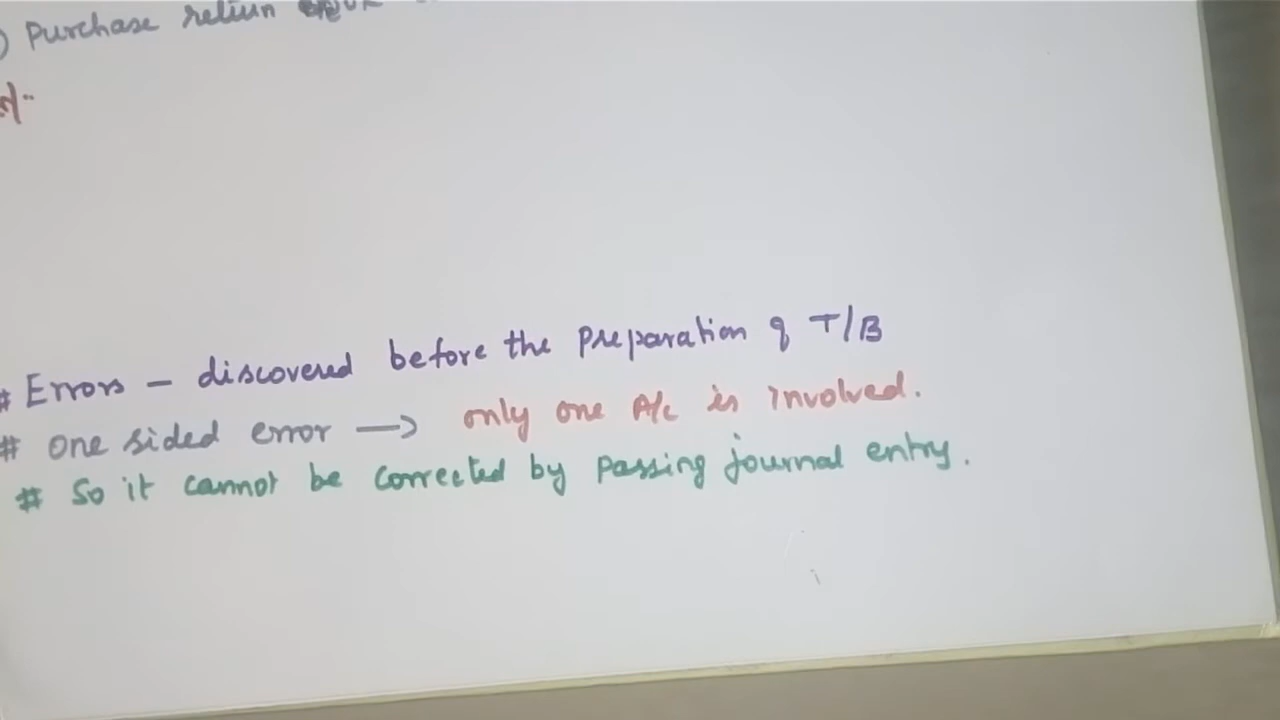 ) Purchase return
# Errors – discovered before the preparation of T/B
# one sided error → only one A/c is involved.
# so it cannot be corrected by passing journal entry.